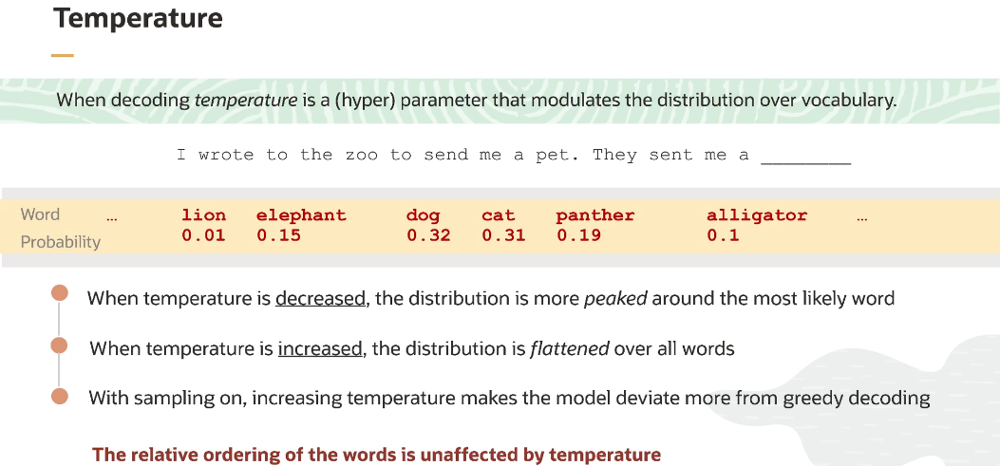 Temperature
When decoding temperature is a (hyper) parameter that modulates the distribution over vocabulary.
I wrote to the zoo to send me a pet. They sent me a ________
Word ... lion elephant dog cat panther alligator ...
Probability 0.01 0.15 0.32 0.31 0.19 0.1
When temperature is decreased, the distribution is more peaked around the most likely word
When temperature is increased, the distribution is flattened over all words
With sampling on, increasing temperature makes the model deviate more from greedy decoding
The relative ordering of the words is unaffected by temperature